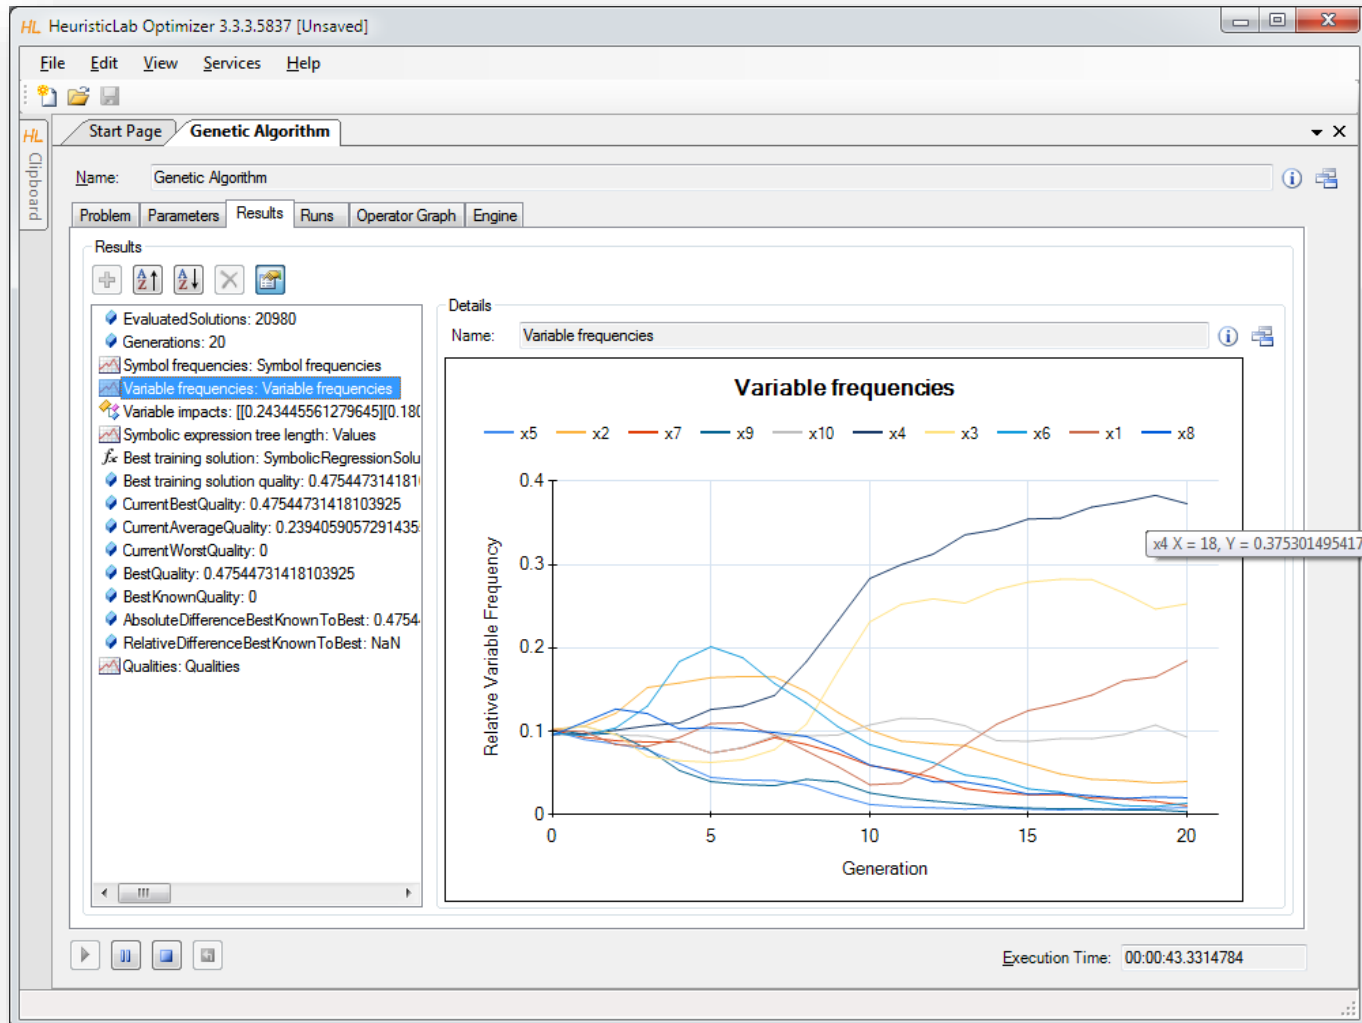 HL HeuristicLab Optimizer 3.3.3.5837 [Unsaved]
File Edit View Services Help
HL Clipboard
Start Page Genetic Algorithm
Name: Genetic Algorithm
Problem Parameters Results Runs Operator Graph Engine
Results
EvaluatedSolutions: 20980
Generations: 20
Symbol frequencies: Symbol frequencies
Variable frequencies: Variable frequencies
Variable impacts: [[0.243445561279645][0.180
Symbolic expression tree length: Values
Best training solution: SymbolicRegressionSolu
Best training solution quality: 0.4754473141810
CurrentBestQuality: 0.47544731418103925
CurrentAverageQuality: 0.2394059057291435
CurrentWorstQuality: 0
BestQuality: 0.47544731418103925
BestKnownQuality: 0
AbsoluteDifferenceBestKnownToBest: 0.4754
RelativeDifferenceBestKnownToBest: NaN
Qualities: Qualities
Details
Name: Variable frequencies
Variable frequencies
x5 x2 x7 x9 x10 x4 x3 x6 x1 x8
Relative Variable Frequency
0.4
0.3
0.2
0.1
0
0 5 10 15 20
Generation
x4 X = 18, Y = 0.375301495417
Execution Time: 00:00:43.3314784